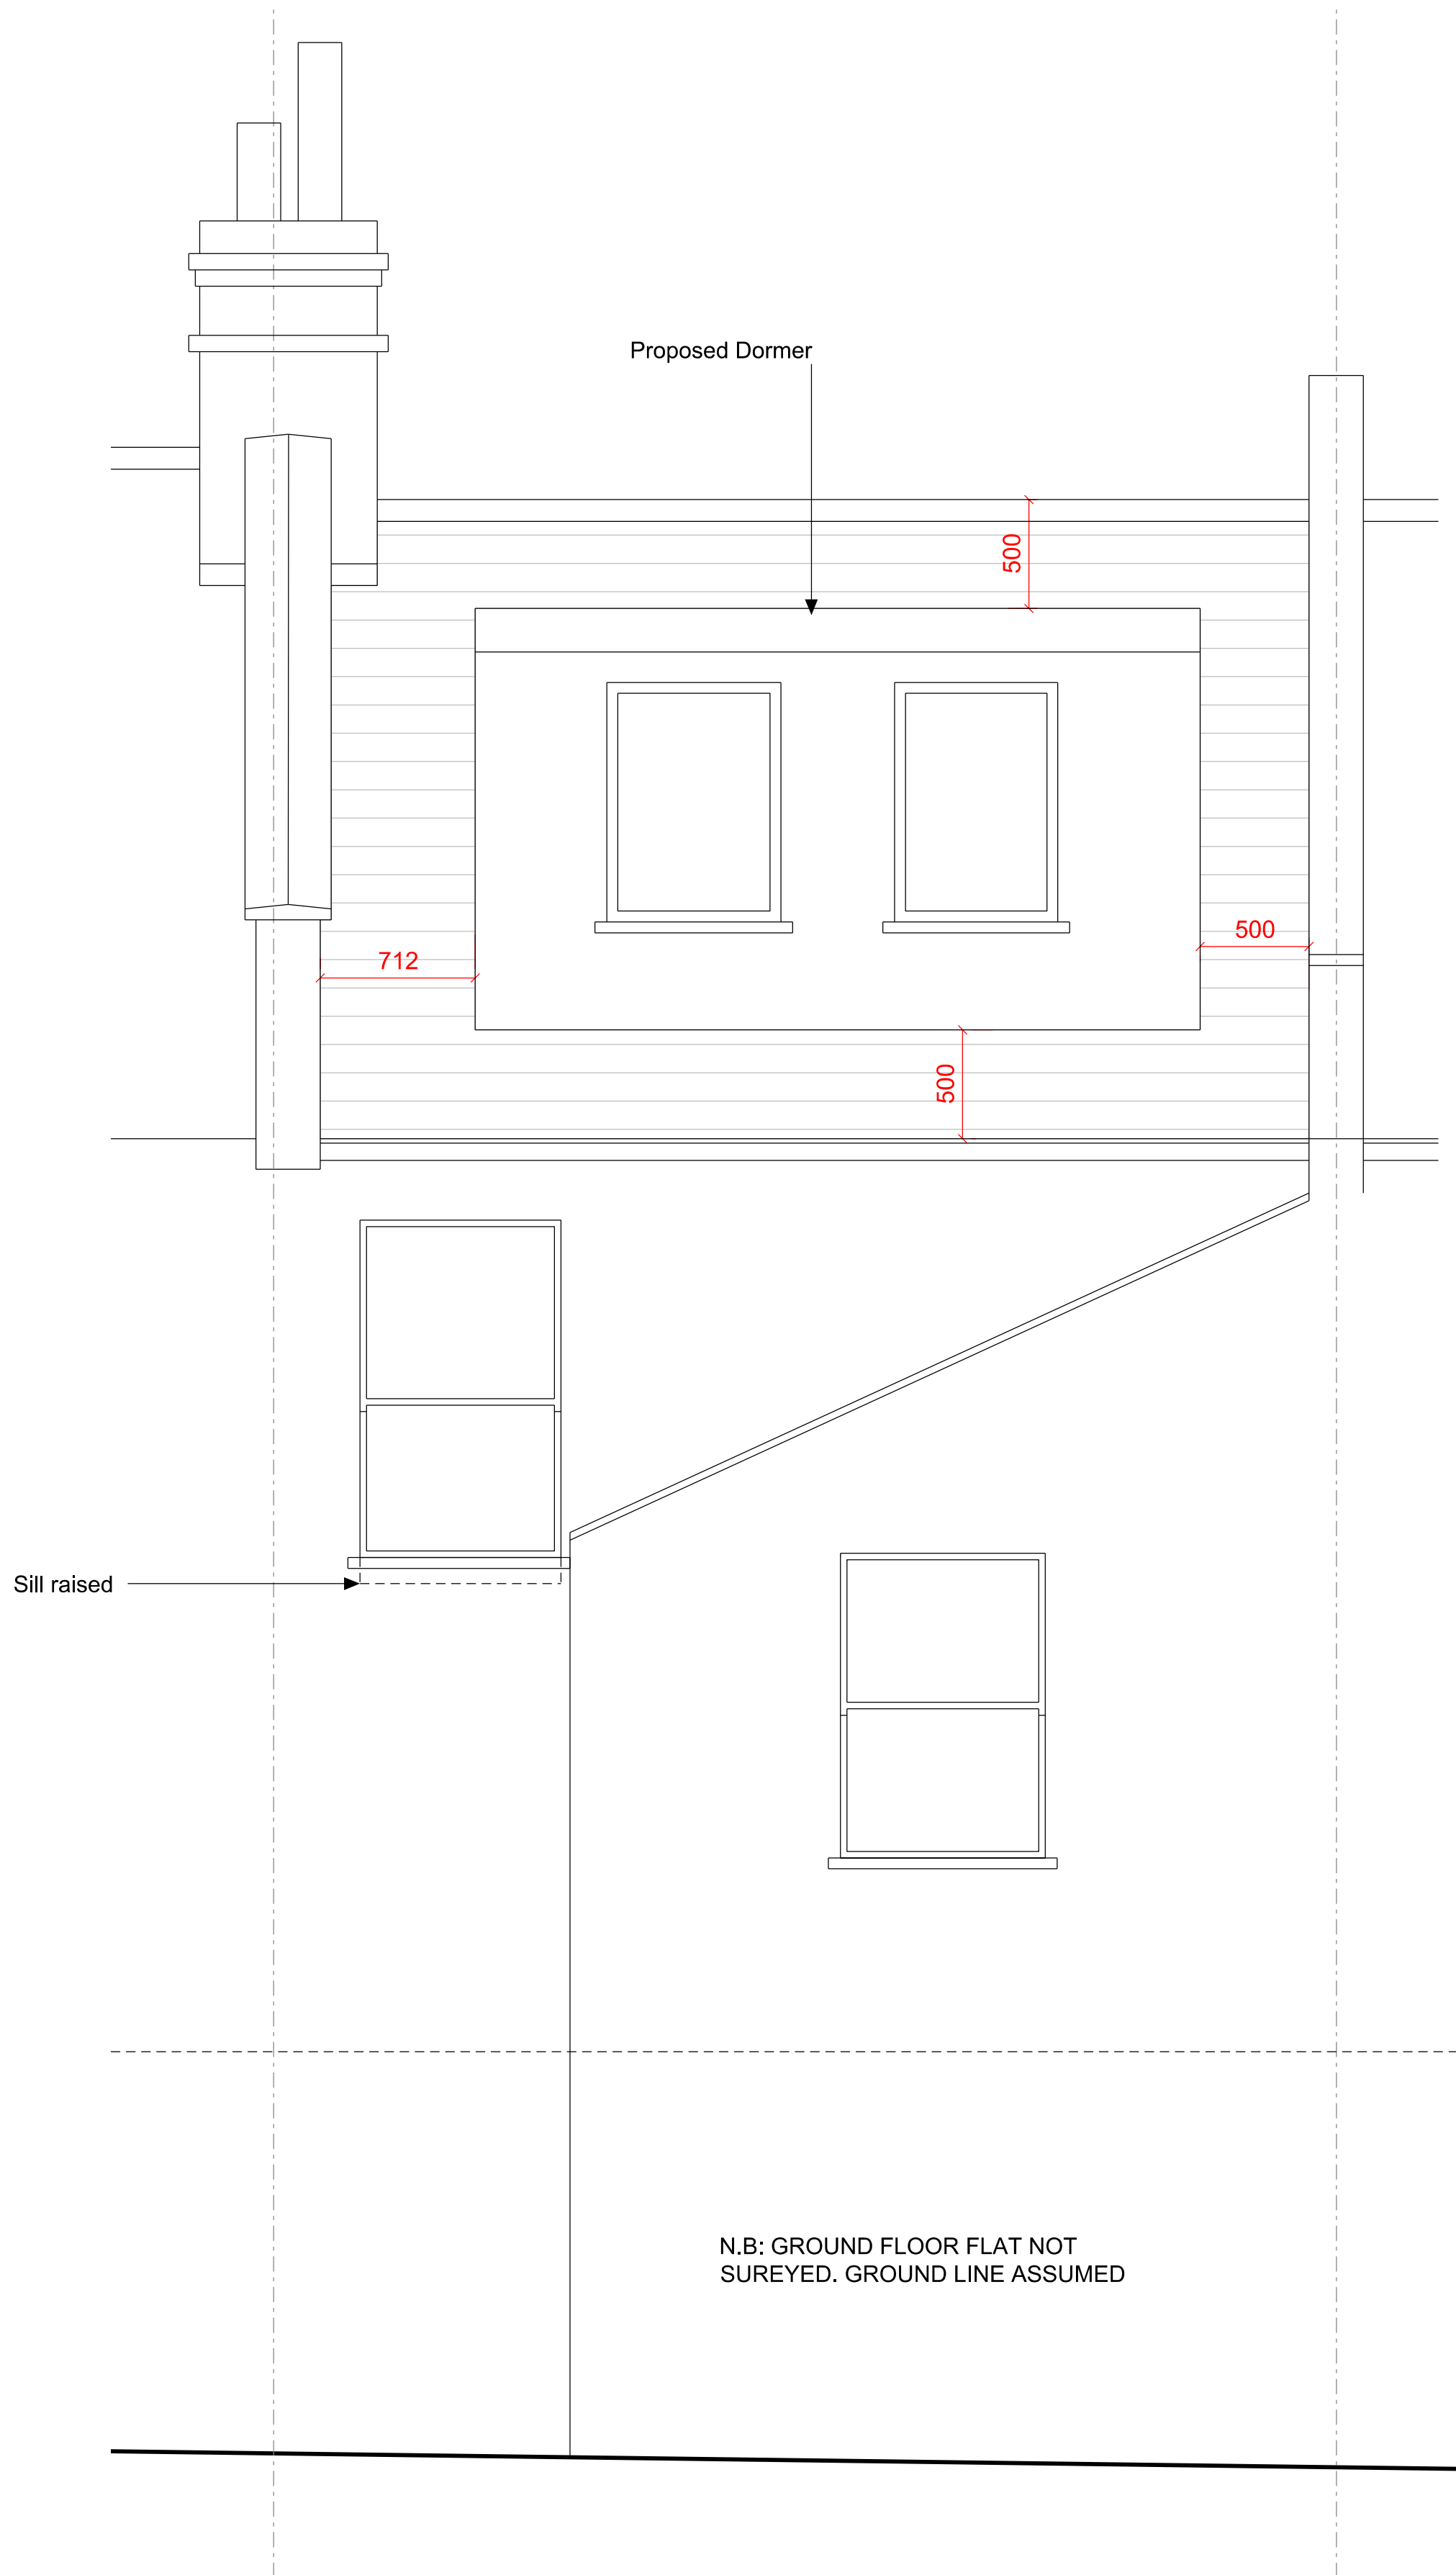 Proposed Dormer
500
500
712
500
Sill raised
N.B: GROUND FLOOR FLAT NOT
SUREYED. GROUND LINE ASSUMED